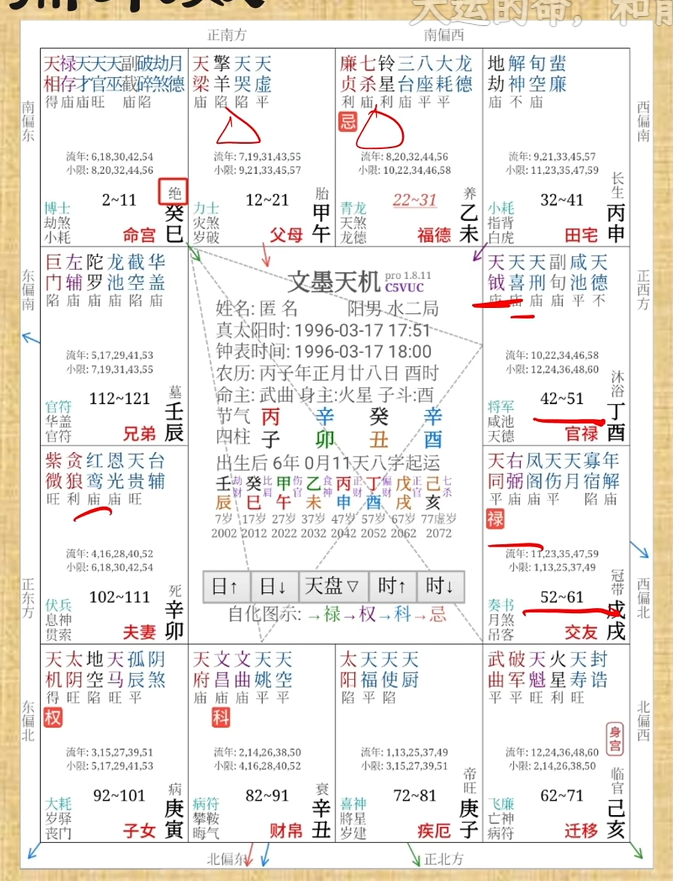 大运的命，和前
正南方
南偏西
天禄天天天副破劫月
相存才官巫截碎煞德
得庙庙旺 庙陷
流年: 6,18,30,42,54
小限: 8,20,32,44,56
博士
劫煞
小耗
2~11
命宫
绝
癸
巳
天擎天天
梁羊哭虚
庙陷陷平
流年: 7,19,31,43,55
小限: 9,21,33,45,57
力士
火煞
岁破
12~21
父母
胎
甲
午
廉七铃三八大龙
贞杀星台座耗德
利庙利庙平平
忌
流年: 8,20,32,44,56
小限: 10,22,34,46,58
青龙
天煞
龙德
22~31
福德
养
乙
未
地解旬蜚
劫神空廉
庙不庙
流年: 9,21,33,45,57
小限: 11,23,35,47,59
小耗
指背
白虎
32~41
田宅
长生
丙
申
南偏东
西偏南
巨左陀龙截华
门辅罗池空盖
陷庙庙庙陷庙
流年: 5,17,29,41,53
小限: 7,19,31,43,55
官符
华盖
官符
112~121
兄弟
墓
壬
辰
文墨天机 pro 1.8.11
C5VUC
姓名: 匿 名 阳男 水二局
真太阳时: 1996-03-17 17:51
钟表时间: 1996-03-17 18:00
农历: 丙子年正月廿八日 酉时
命主: 武曲 身主:火星 子斗:酉
节气 丙 辛 癸 辛
四柱 子 卯 丑 酉
出生后 6年 0月11天八字起运
壬劫财 癸比肩 甲伤官 乙食神 丙正财 丁偏财 戊正官 己七杀
辰 巳 午 未 申 酉 戌 亥
7岁 17岁 27岁 37岁 47岁 57岁 67岁 77虚岁
2002 2012 2022 2032 2042 2052 2062 2072
日↑ 日↓ 天盘▽ 时↑ 时↓
自化图示: →禄→权→科→忌
天天天副咸天
钺喜刑旬池德
庙庙庙庙平不
流年: 10,22,34,46,58
小限: 12,24,36,48,60
将军
咸池
天德
42~51
官禄
沐浴
丁
酉
东偏南
正西方
紫贪红恩天台
微狼鸾光贵辅
旺利庙庙旺
流年: 4,16,28,40,52
小限: 6,18,30,42,54
伏兵
息神
贯索
102~111
夫妻
死
辛
卯
天右凤天天寡年
同弼阁伤月宿解
平庙庙平 陷庙
禄
流年: 11,23,35,47,59
小限: 1,13,25,37,49
奏书
月煞
吊客
52~61
交友
冠带
戊
戌
正东方
西偏北
天太地天孤阴
机阴空马辰煞
得旺陷旺平
权
流年: 3,15,27,39,51
小限: 5,17,29,41,53
大耗
岁驿
丧门
92~101
子女
病
庚
寅
天文文天天
府昌曲姚空
庙庙庙平平
科
流年: 2,14,26,38,50
小限: 4,16,28,40,52
病符
攀鞍
晦气
82~91
财帛
衰
辛
丑
太天天天
阳福使厨
陷平陷
流年: 1,13,25,37,49
小限: 3,15,27,39,51
喜神
將星
岁建
72~81
疾厄
帝旺
庚
子
武破天火天封
曲军魁星寿诰
平平旺利旺
身宫
流年: 12,24,36,48,60
小限: 2,14,26,38,50
飞廉
亡神
病符
62~71
迁移
临官
己
亥
东偏北
北偏西
北偏东
正北方